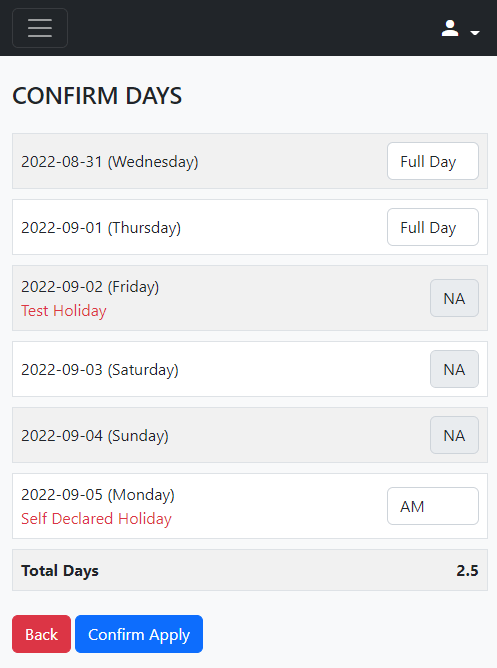 CONFIRM DAYS
2022-08-31 (Wednesday) Full Day
2022-09-01 (Thursday) Full Day
2022-09-02 (Friday)
Test Holiday
NA
2022-09-03 (Saturday) NA
2022-09-04 (Sunday) NA
2022-09-05 (Monday)
Self Declared Holiday
AM
Total Days 2.5
Back Confirm Apply